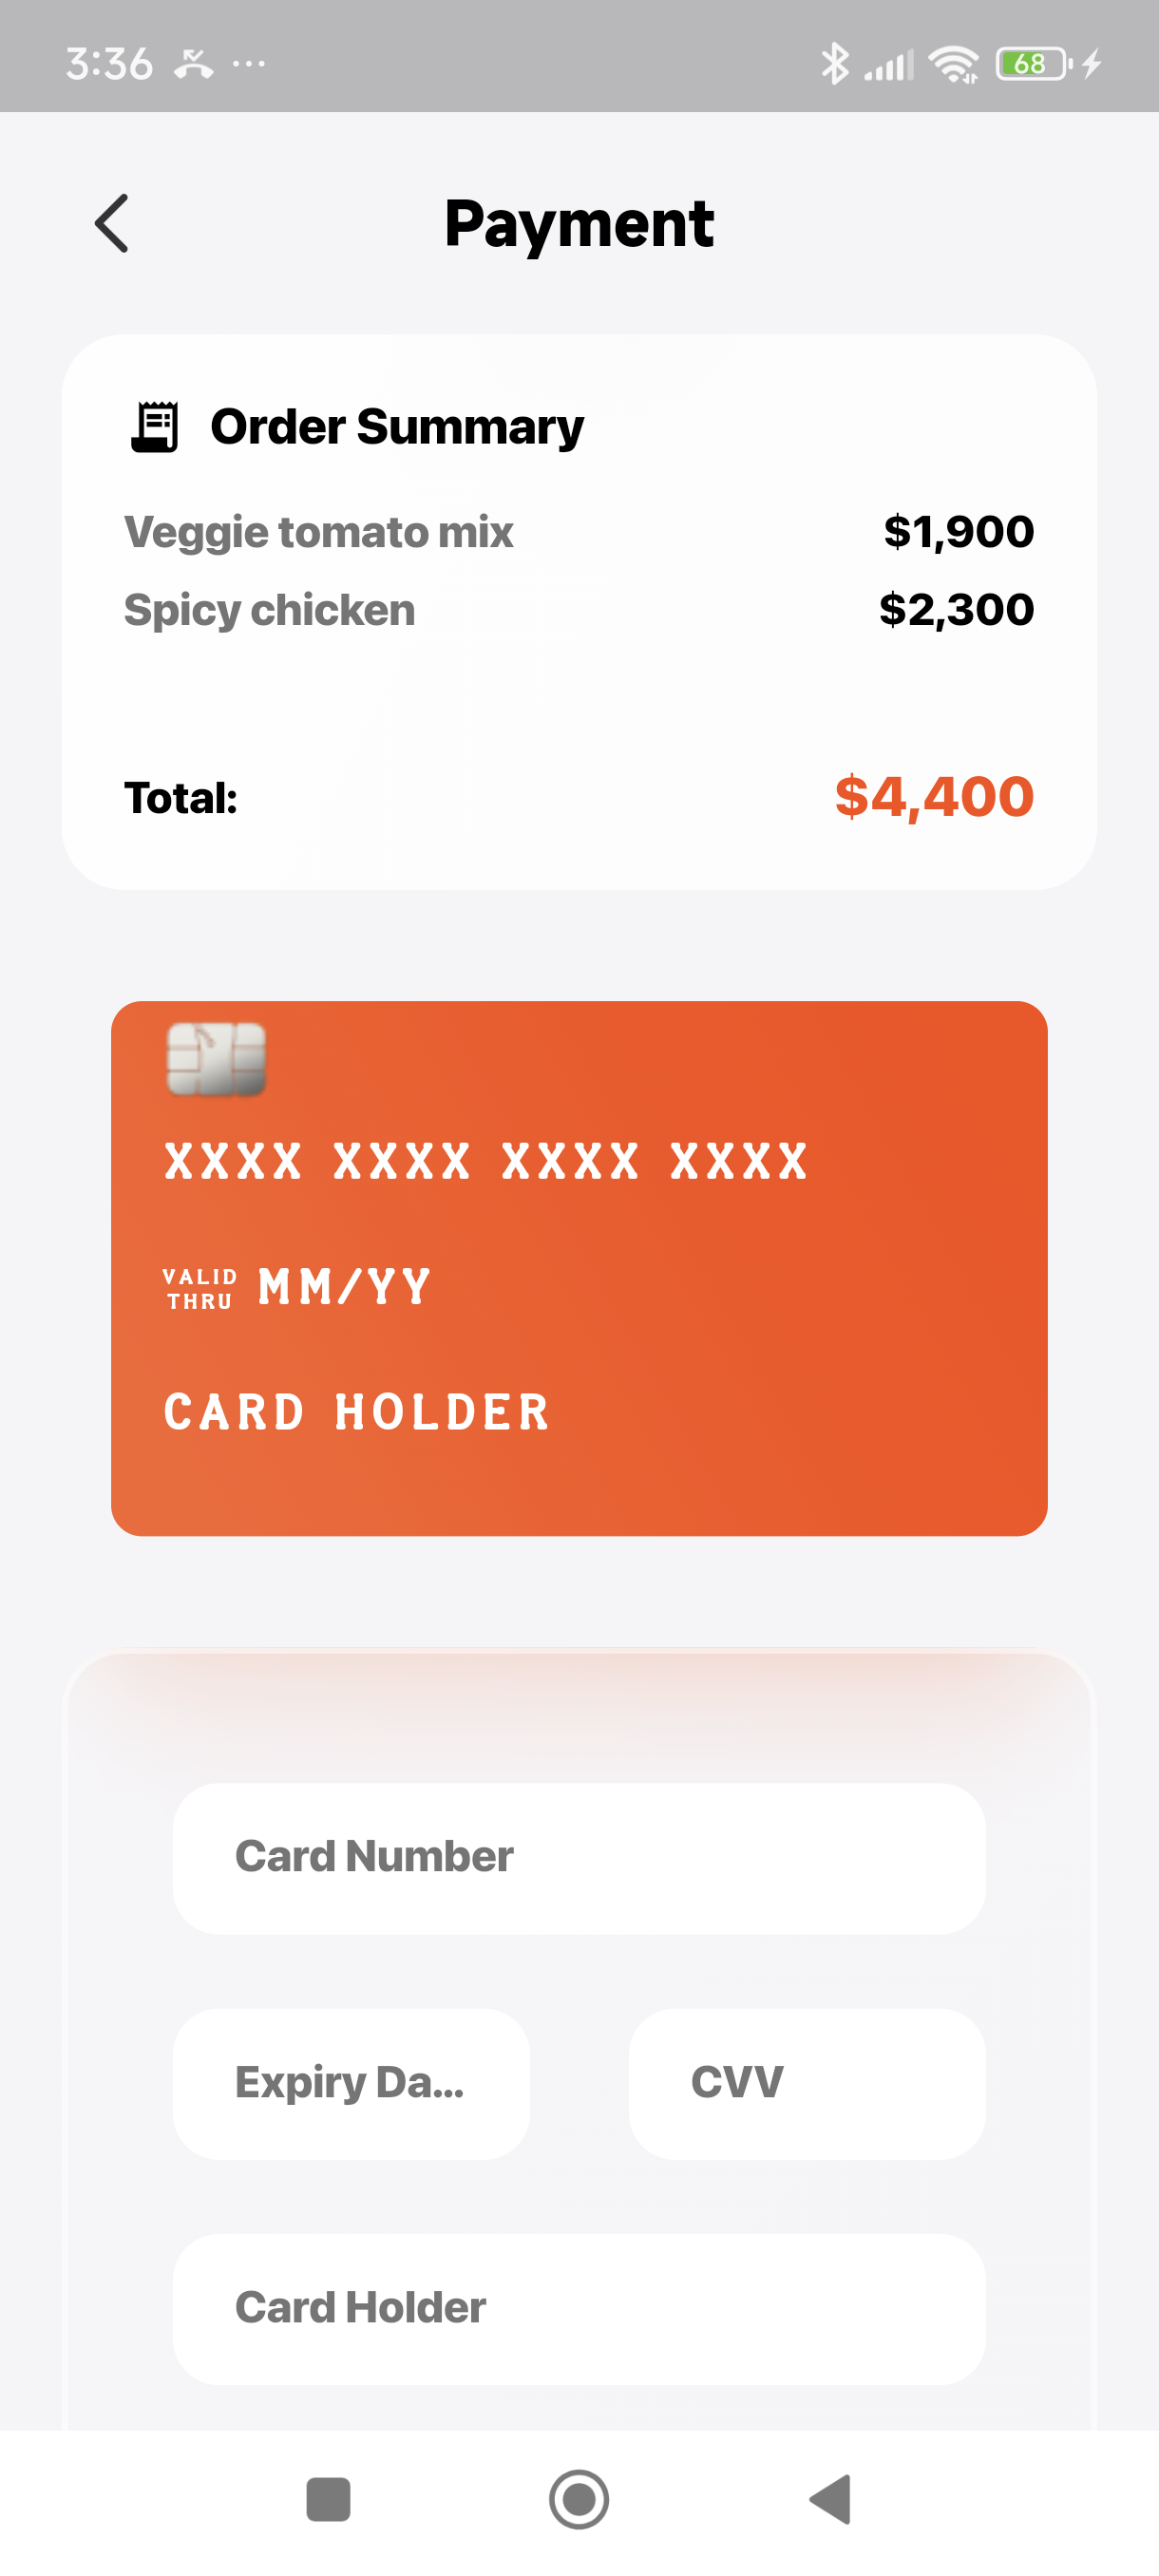 3:36 ... 68
Payment
Order Summary
Veggie tomato mix $1,900
Spicy chicken $2,300
Total: $4,400
XXXX XXXX XXXX XXXX
VALID
THRU MM/YY
CARD HOLDER
Card Number
Expiry Da... CVV
Card Holder